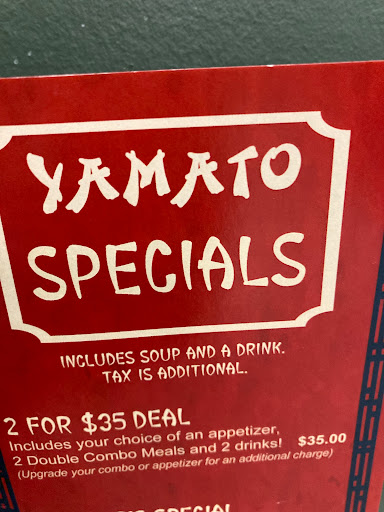 YAMATO
SPECIALS
INCLUDES SOUP AND A DRINK.
TAX IS ADDITIONAL.
2 FOR $35 DEAL
Includes your choice of an appetizer,
2 Double Combo Meals and 2 drinks! $35.00
(Upgrade your combo or appetizer for an additional charge)
SPECIAL